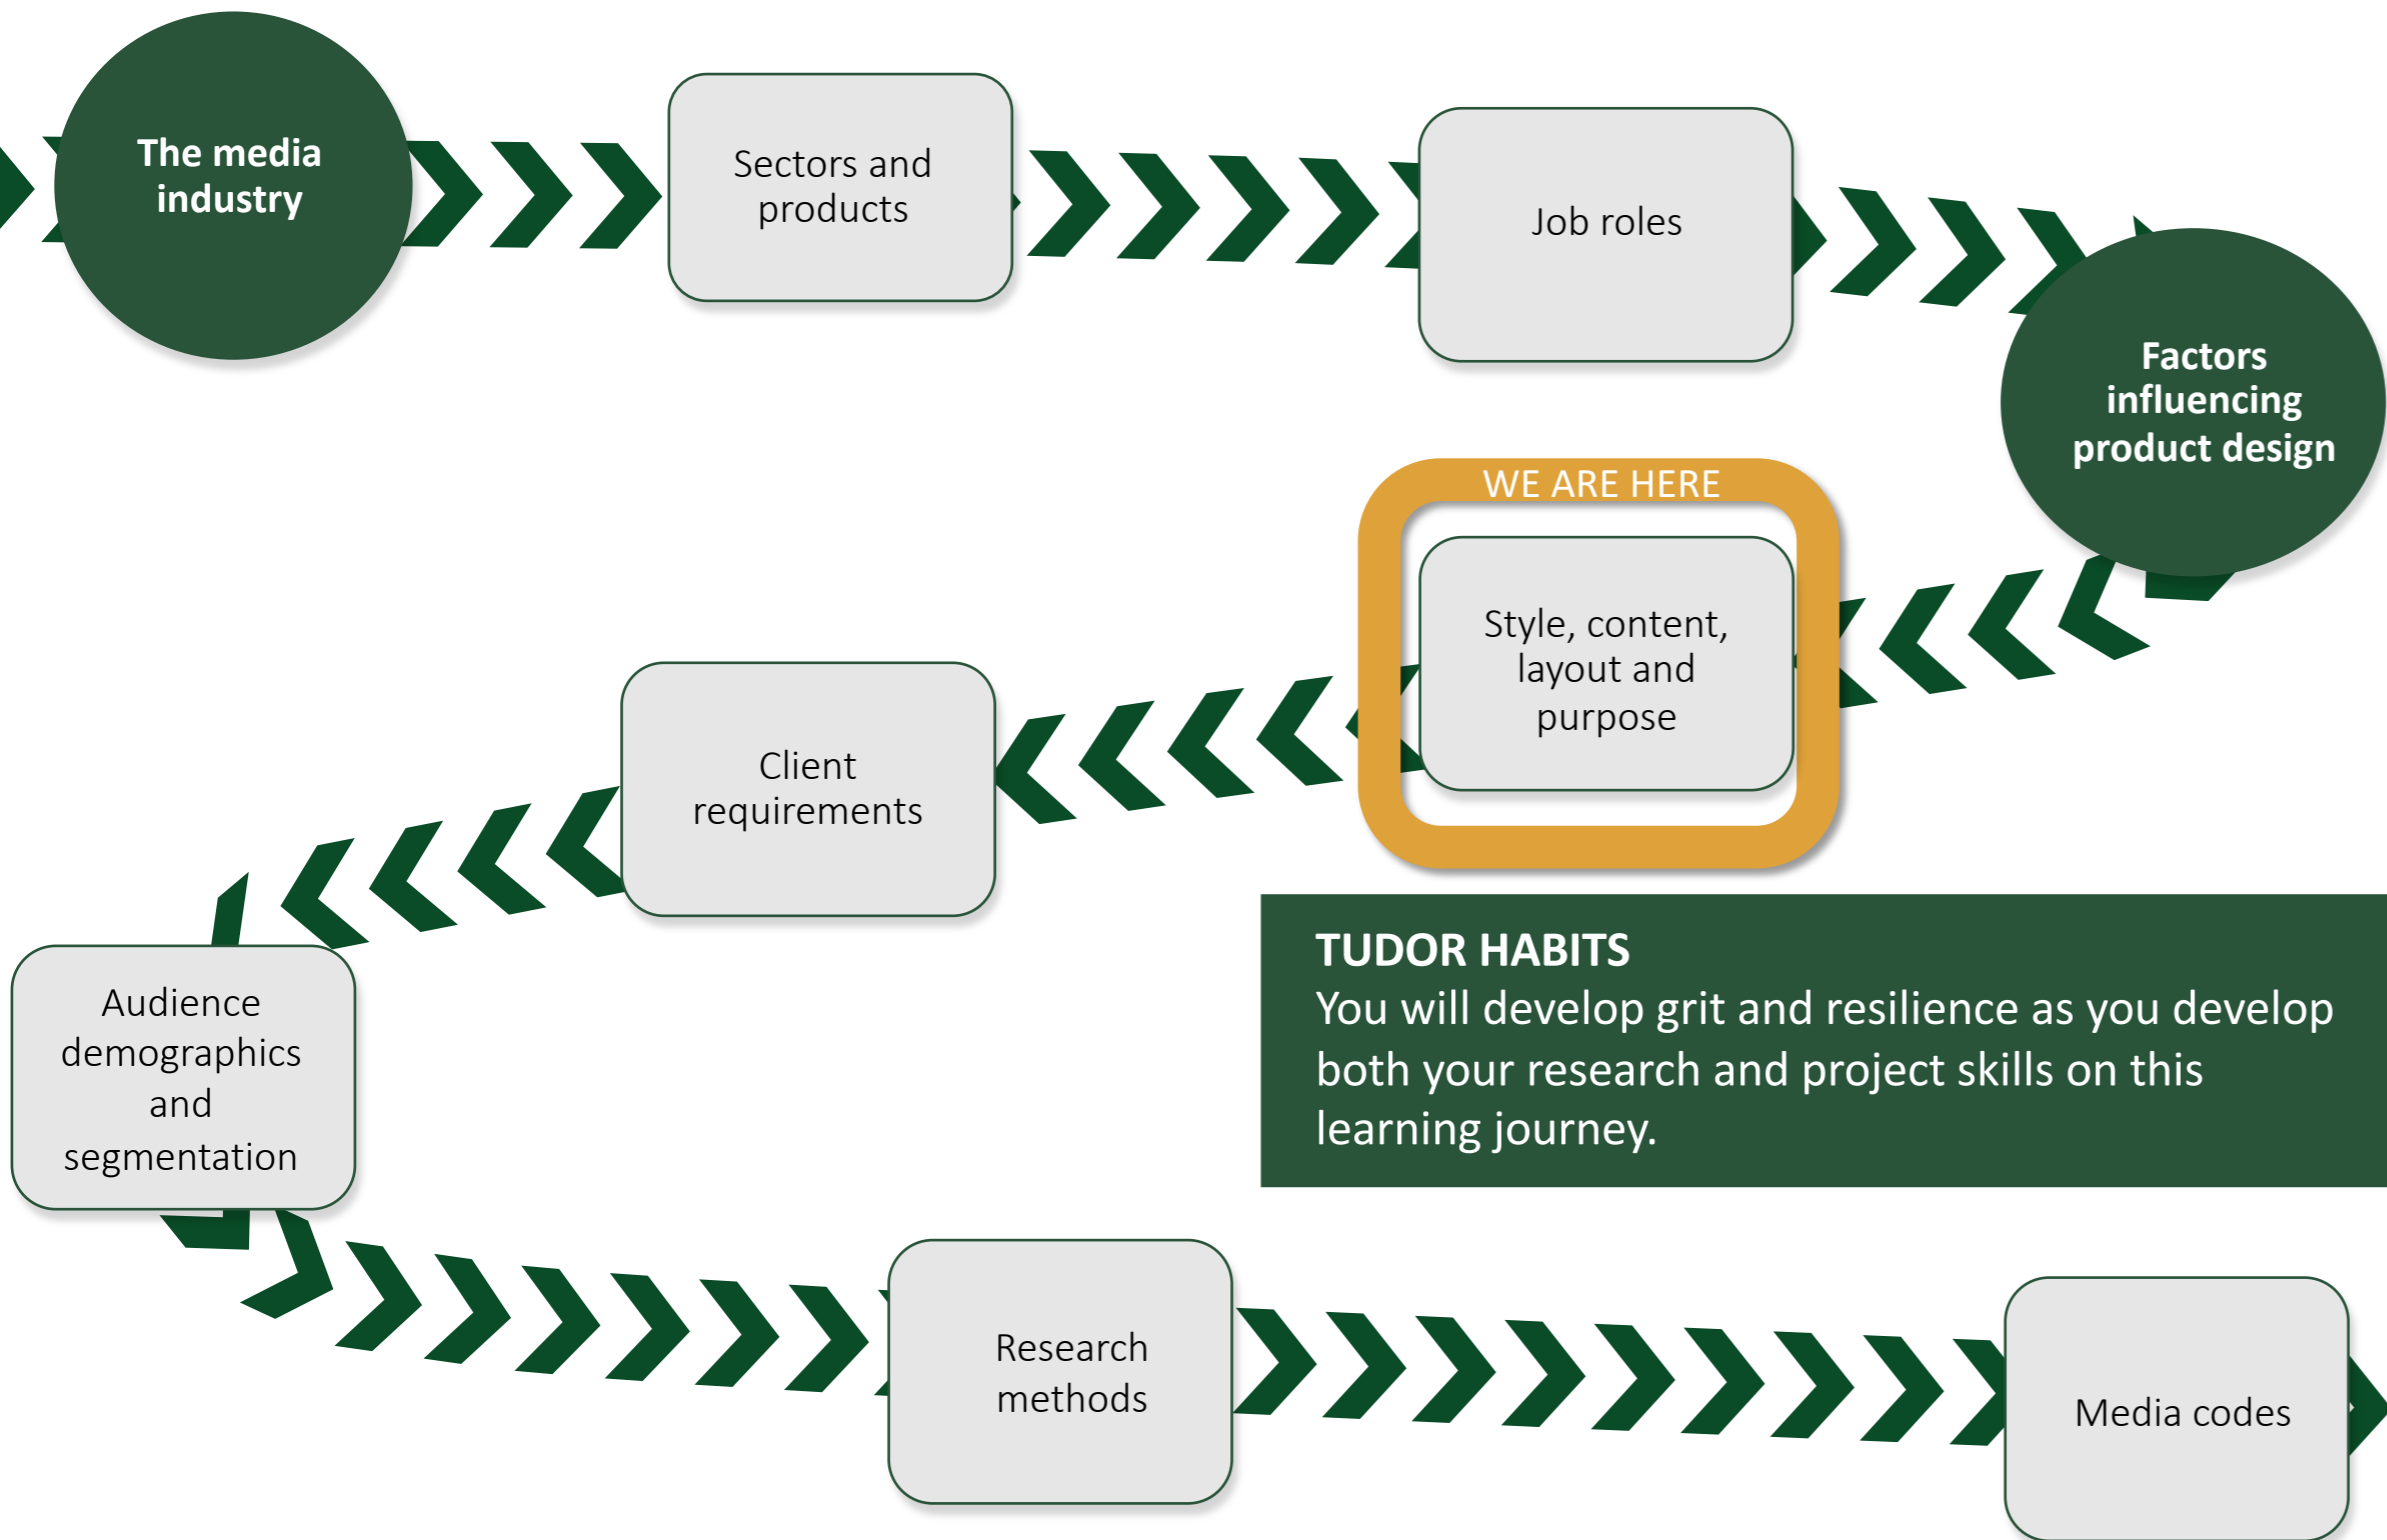 The media
industry
Sectors and
products
Job roles
Factors
influencing
product design
WE ARE HERE
Style, content,
layout and
purpose
Client
requirements
Audience
demographics
and
segmentation
TUDOR HABITS
You will develop grit and resilience as you develop
both your research and project skills on this
learning journey.
Research
methods
Media codes